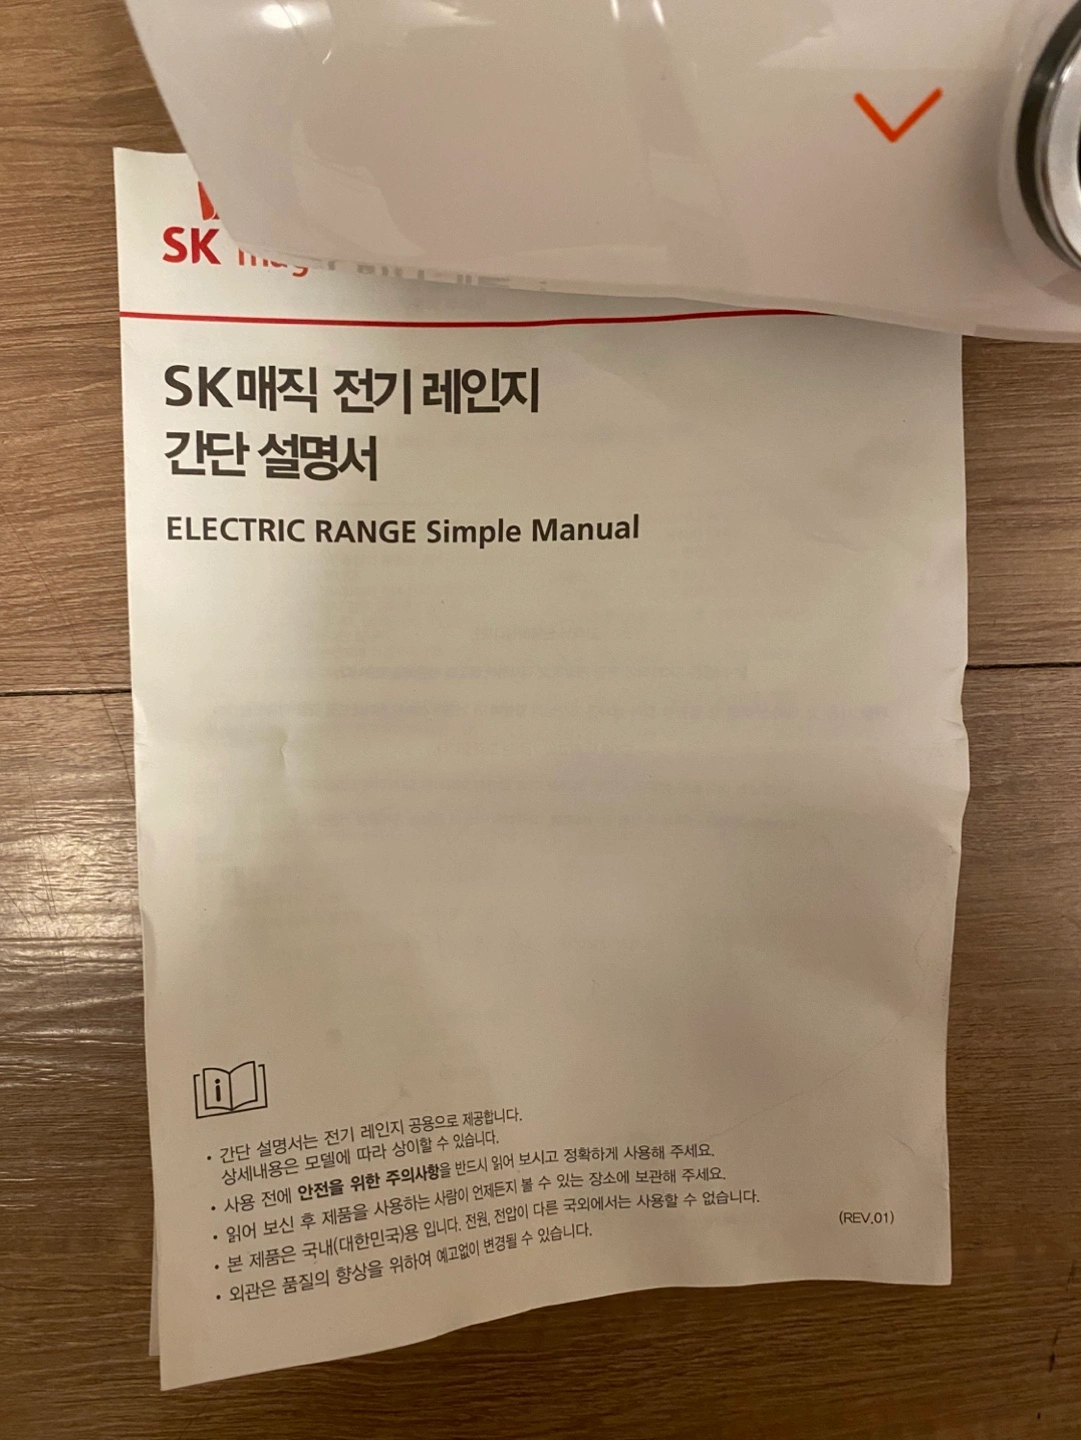 SK
SK매직 전기 레인지
간단 설명서
ELECTRIC RANGE Simple Manual
i
• 간단 설명서는 전기 레인지 공용으로 제공합니다.
상세내용은 모델에 따라 상이할 수 있습니다.
• 사용 전에 안전을 위한 주의사항을 반드시 읽어 보시고 정확하게 사용해 주세요.
• 읽어 보신 후 제품을 사용하는 사람이 언제든지 볼 수 있는 장소에 보관해 주세요.
• 본 제품은 국내(대한민국)용 입니다. 전원, 전압이 다른 국외에서는 사용할 수 없습니다.
• 외관은 품질의 향상을 위하여 예고없이 변경될 수 있습니다.
(REV.01)